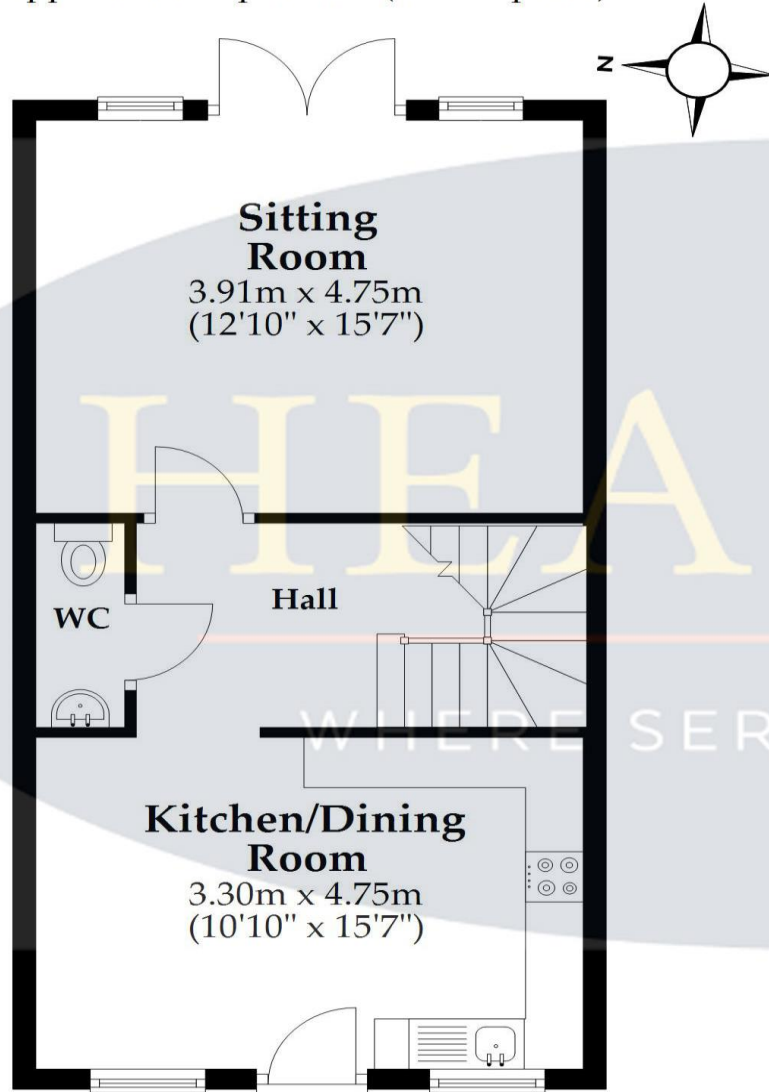 N
Sitting
Room
3.91m x 4.75m
(12'10" x 15'7")
HEA
WC
Hall
WHERE SER
Kitchen/Dining
Room
3.30m x 4.75m
(10'10" x 15'7")